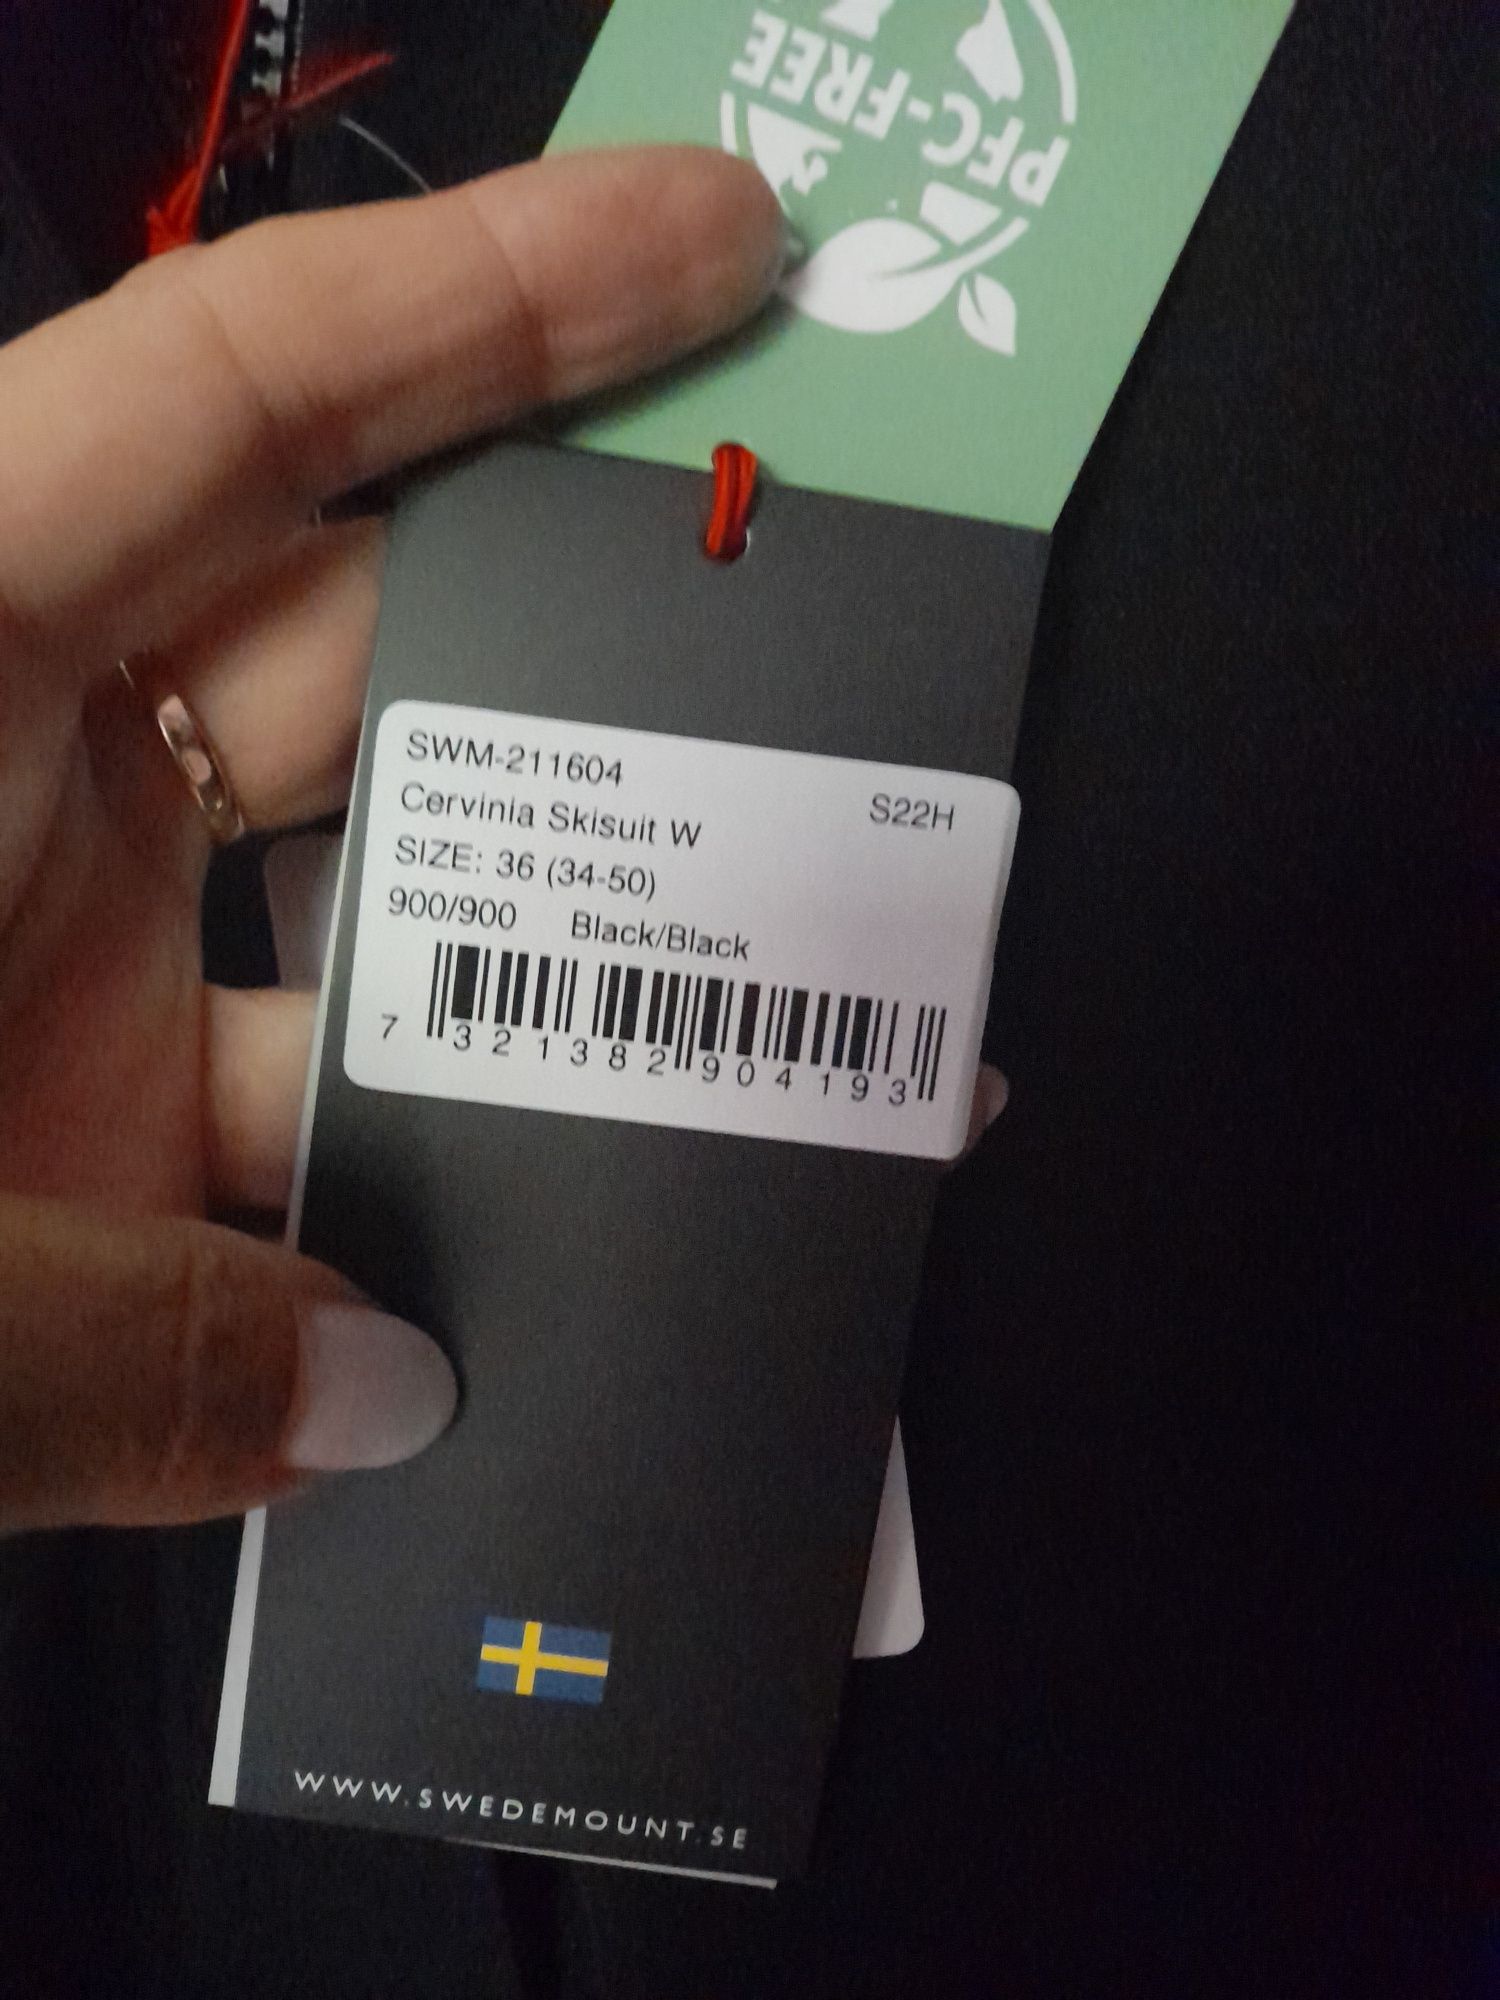 PFC-FREE
SWM-211604
S22H
Cervinia Skisuit W
SIZE: 36 (34-50)
900/900 Black/Black
7 321382 904193
WWW.SWEDEMOUNT.SE